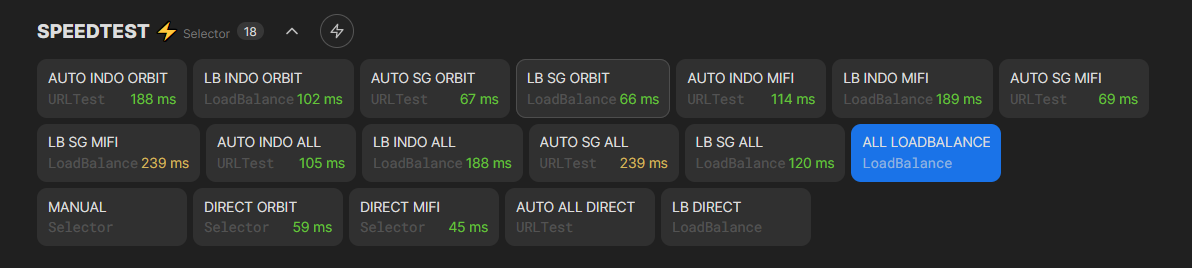 SPEEDTEST ⚡ Selector 18
AUTO INDO ORBIT
URLTest 188 ms
LB INDO ORBIT
LoadBalance 102 ms
AUTO SG ORBIT
URLTest 67 ms
LB SG ORBIT
LoadBalance 66 ms
AUTO INDO MIFI
URLTest 114 ms
LB INDO MIFI
LoadBalance 189 ms
AUTO SG MIFI
URLTest 69 ms
LB SG MIFI
LoadBalance 239 ms
AUTO INDO ALL
URLTest 105 ms
LB INDO ALL
LoadBalance 188 ms
AUTO SG ALL
URLTest 239 ms
LB SG ALL
LoadBalance 120 ms
ALL LOADBALANCE
LoadBalance
MANUAL
Selector
DIRECT ORBIT
Selector 59 ms
DIRECT MIFI
Selector 45 ms
AUTO ALL DIRECT
URLTest
LB DIRECT
LoadBalance